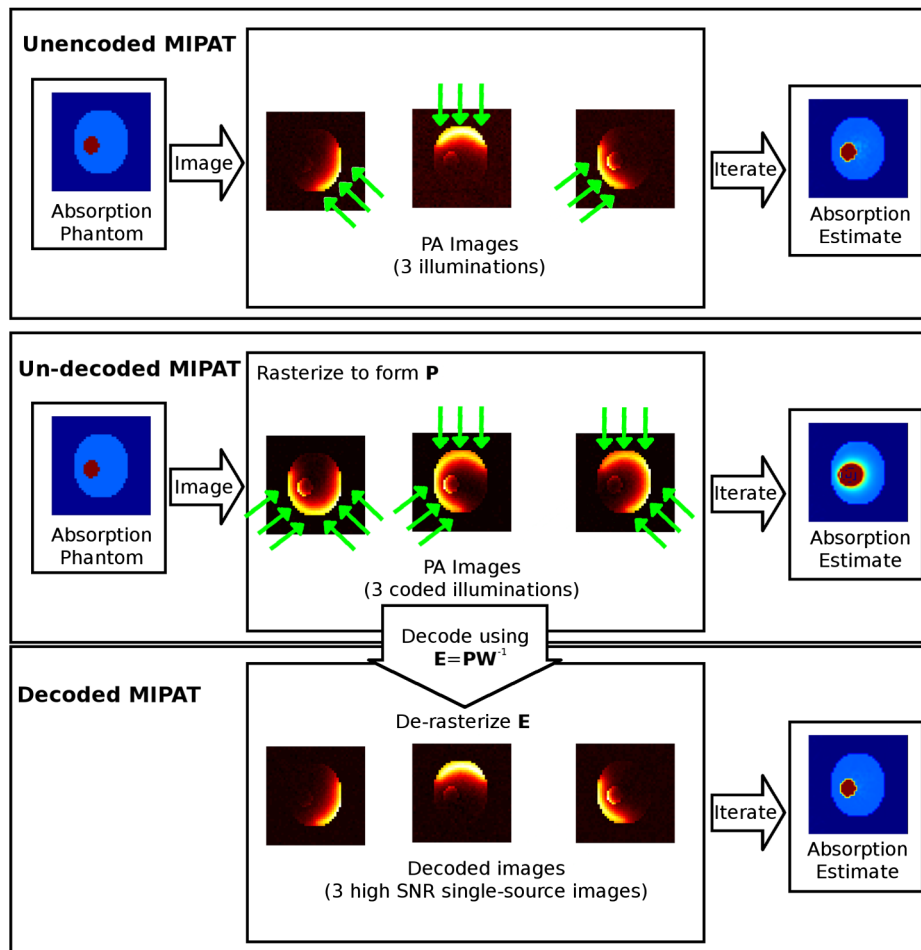 Unencoded MIPAT
Absorption
Phantom
Image
PA Images
(3 illuminations)
Iterate
Absorption
Estimate
Un-decoded MIPAT
Rasterize to form P
Absorption
Phantom
Image
PA Images
(3 coded illuminations)
Iterate
Absorption
Estimate
Decode using
E=PW⁻¹
Decoded MIPAT
De-rasterize E
Decoded images
(3 high SNR single-source images)
Iterate
Absorption
Estimate